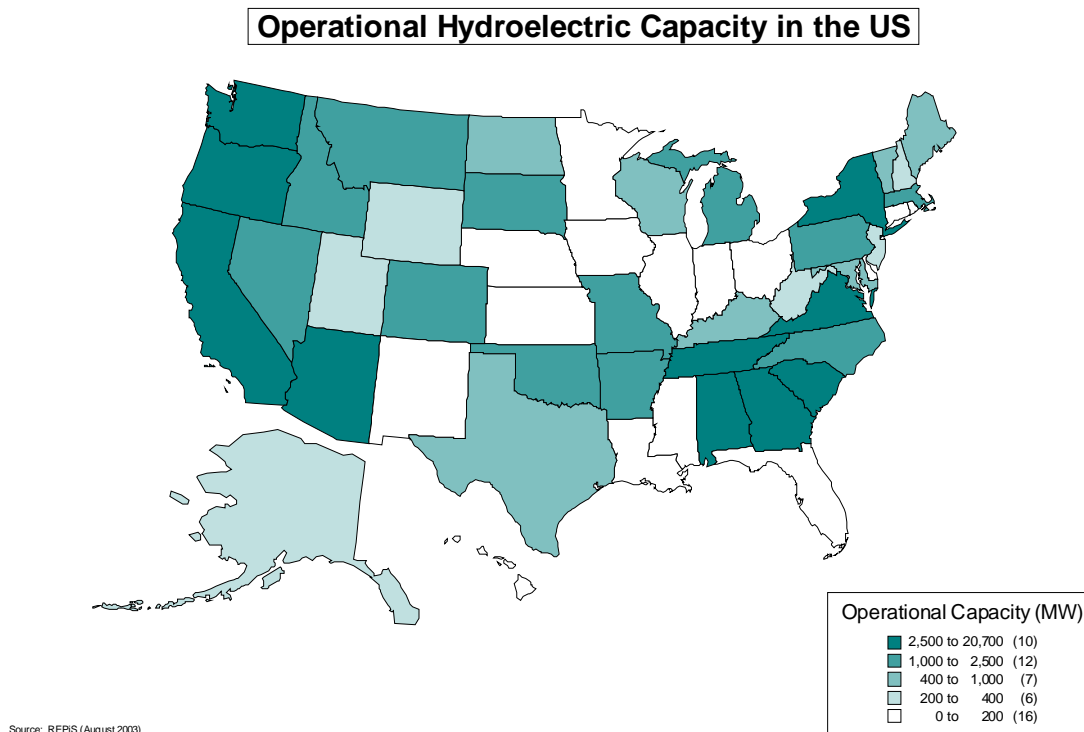 Operational Hydroelectric Capacity in the US
Operational Capacity (MW)
2,500 to 20,700 (10)
1,000 to 2,500 (12)
400 to 1,000 (7)
200 to 400 (6)
0 to 200 (16)
Source: REPiS (August 2003)